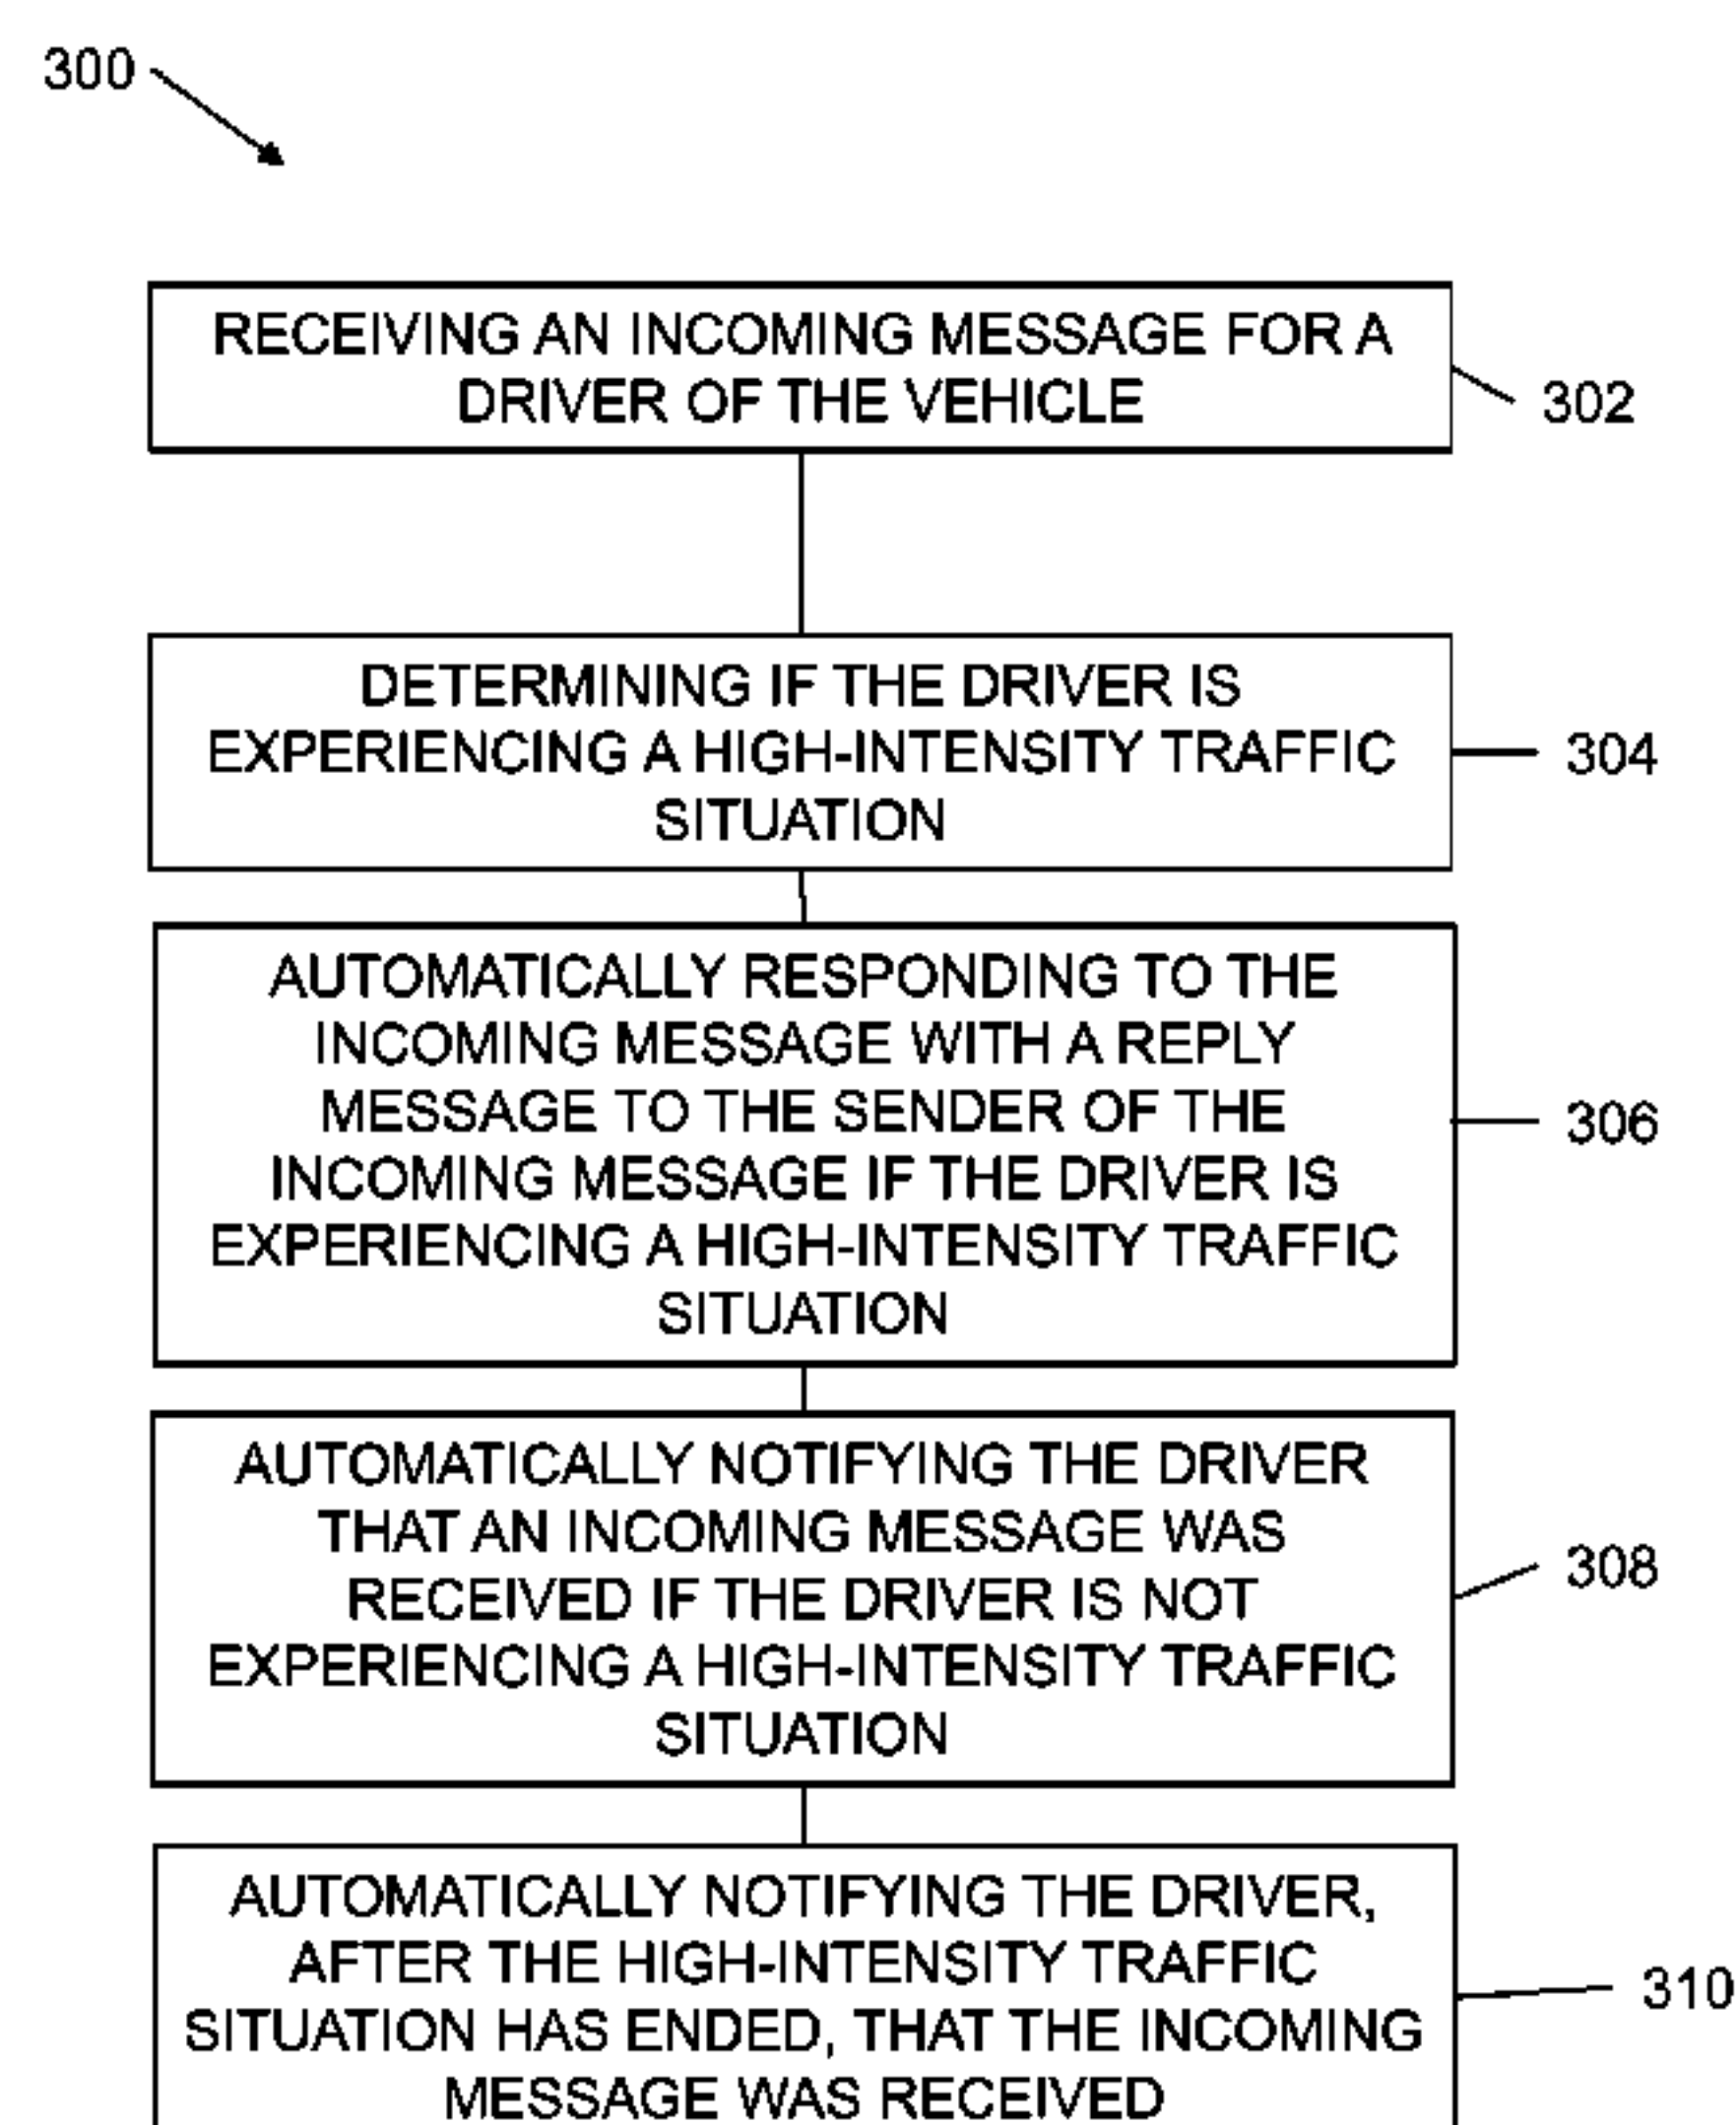 300
RECEIVING AN INCOMING MESSAGE FOR A
DRIVER OF THE VEHICLE
302
DETERMINING IF THE DRIVER IS
EXPERIENCING A HIGH-INTENSITY TRAFFIC
SITUATION
304
AUTOMATICALLY RESPONDING TO THE
INCOMING MESSAGE WITH A REPLY
MESSAGE TO THE SENDER OF THE
INCOMING MESSAGE IF THE DRIVER IS
EXPERIENCING A HIGH-INTENSITY TRAFFIC
SITUATION
306
AUTOMATICALLY NOTIFYING THE DRIVER
THAT AN INCOMING MESSAGE WAS
RECEIVED IF THE DRIVER IS NOT
EXPERIENCING A HIGH-INTENSITY TRAFFIC
SITUATION
308
AUTOMATICALLY NOTIFYING THE DRIVER,
AFTER THE HIGH-INTENSITY TRAFFIC
SITUATION HAS ENDED, THAT THE INCOMING
MESSAGE WAS RECEIVED
310